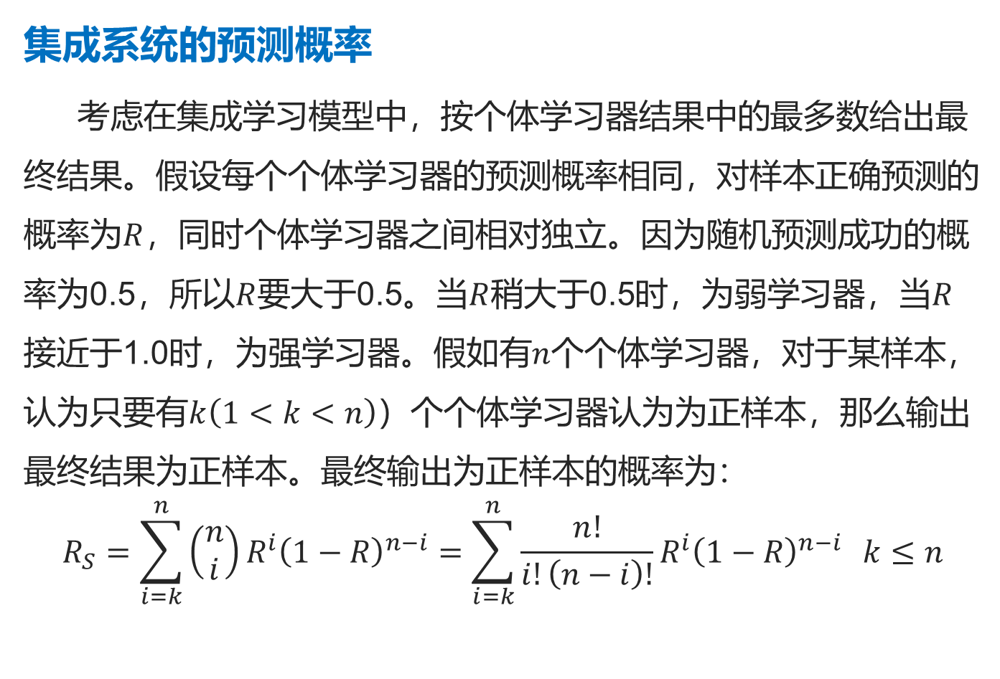 集成系统的预测概率
考虑在集成学习模型中，按个体学习器结果中的最多数给出最
终结果。假设每个个体学习器的预测概率相同，对样本正确预测的
概率为R，同时个体学习器之间相对独立。因为随机预测成功的概
率为0.5，所以R要大于0.5。当R稍大于0.5时，为弱学习器，当R
接近于1.0时，为强学习器。假如有n个个体学习器，对于某样本，
认为只要有k(1 < k < n)）个个体学习器认为为正样本，那么输出
最终结果为正样本。最终输出为正样本的概率为：
$R_S = \sum_{i=k}^{n} \binom{n}{i} R^i (1-R)^{n-i} = \sum_{i=k}^{n} \frac{n!}{i!(n-i)!} R^i (1-R)^{n-i} \quad k \leq n$